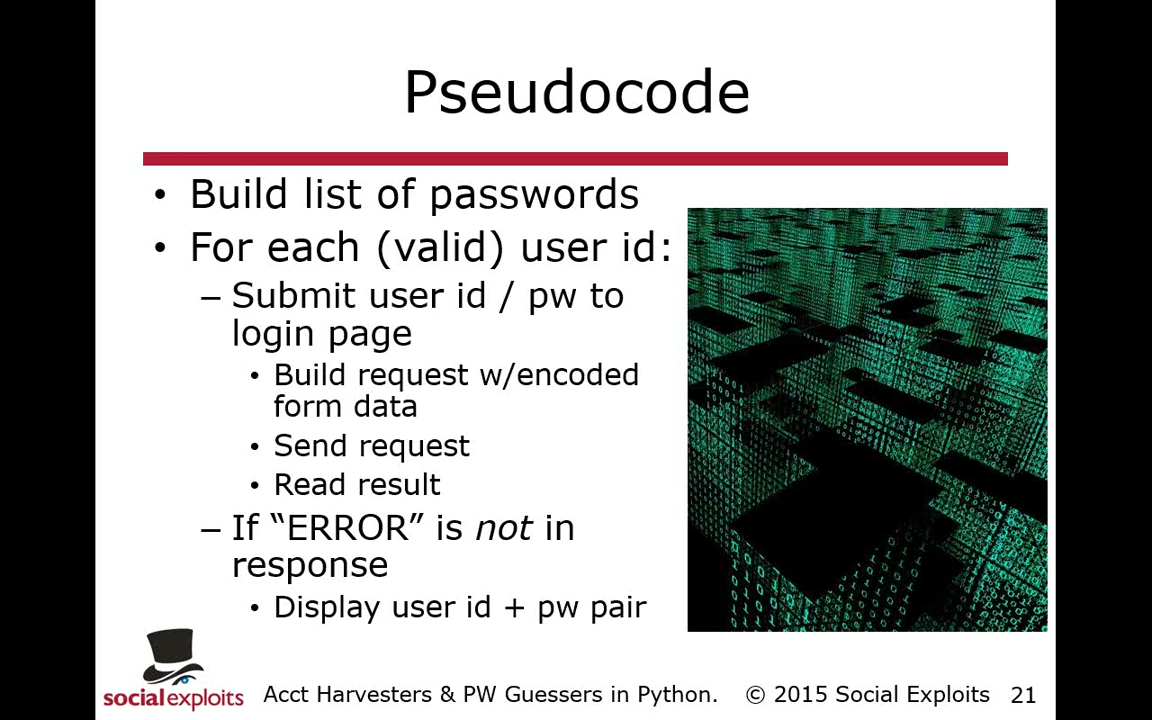 Pseudocode
• Build list of passwords
• For each (valid) user id:
– Submit user id / pw to
login page
• Build request w/encoded
form data
• Send request
• Read result
– If “ERROR” is not in
response
• Display user id + pw pair
socialexploits
Acct Harvesters & PW Guessers in Python. © 2015 Social Exploits 21